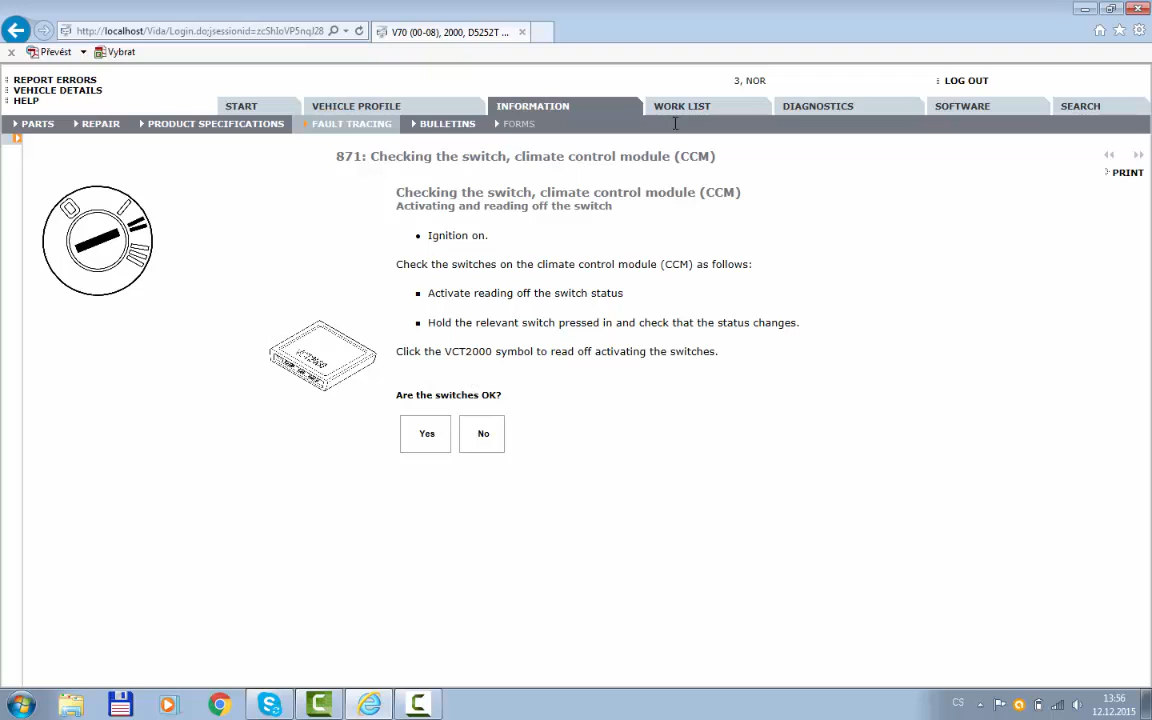 http://localhost/Vida/Login.do;jsessionid=zcShIoVP5nqJ28
V70 (00-08), 2000, D5252T ...
x Převést Vybrat
REPORT ERRORS
VEHICLE DETAILS
HELP
3, NOR
LOG OUT
START VEHICLE PROFILE INFORMATION WORK LIST DIAGNOSTICS SOFTWARE SEARCH
PARTS REPAIR PRODUCT SPECIFICATIONS FAULT TRACING BULLETINS FORMS
871: Checking the switch, climate control module (CCM)
PRINT
Checking the switch, climate control module (CCM)
Activating and reading off the switch
• Ignition on.
Check the switches on the climate control module (CCM) as follows:
▪ Activate reading off the switch status
▪ Hold the relevant switch pressed in and check that the status changes.
Click the VCT2000 symbol to read off activating the switches.
Are the switches OK?
Yes No
CS
13:56
12.12.2015